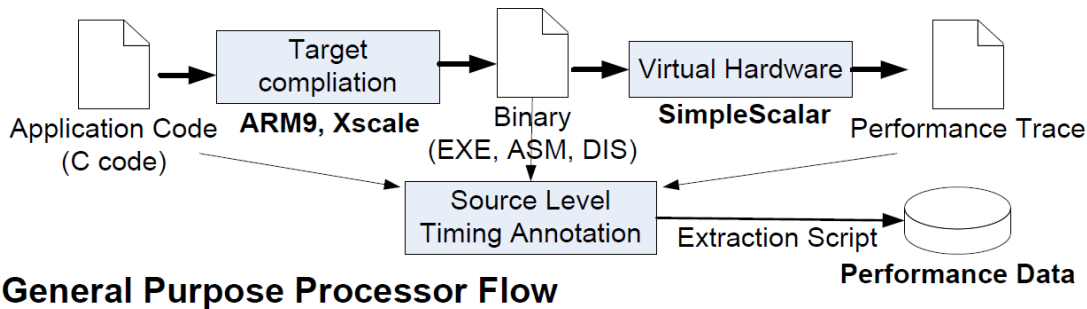 Target
compliation
Virtual Hardware
Application Code
(C code)
ARM9, Xscale
Binary
(EXE, ASM, DIS)
SimpleScalar
Performance Trace
Source Level
Timing Annotation
Extraction Script
Performance Data
General Purpose Processor Flow